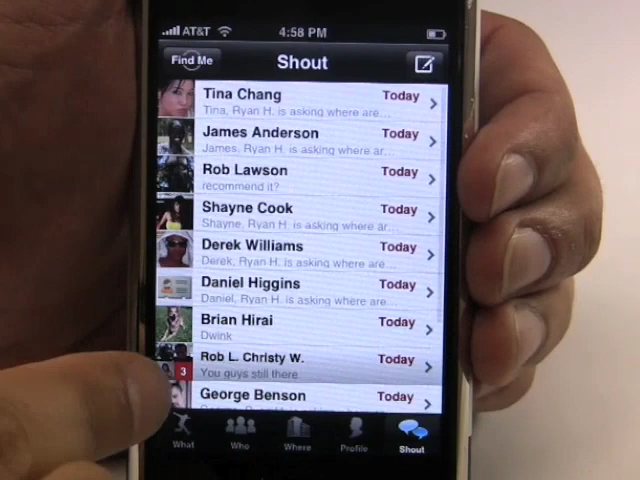 AT&T 4:58 PM
Find Me Shout
Tina Chang Today
Tina, Ryan H. is asking where are...
James Anderson Today
James, Ryan H. is asking where ar...
Rob Lawson Today
recommend it?
Shayne Cook Today
Shayne, Ryan H. is asking where ar...
Derek Williams Today
Derek, Ryan H. is asking where are...
Daniel Higgins Today
Daniel, Ryan H. is asking where are...
Brian Hirai Today
Dwink
Rob L. Christy W. Today
3 You guys still there
George Benson Today
What Who Where Profile Shout